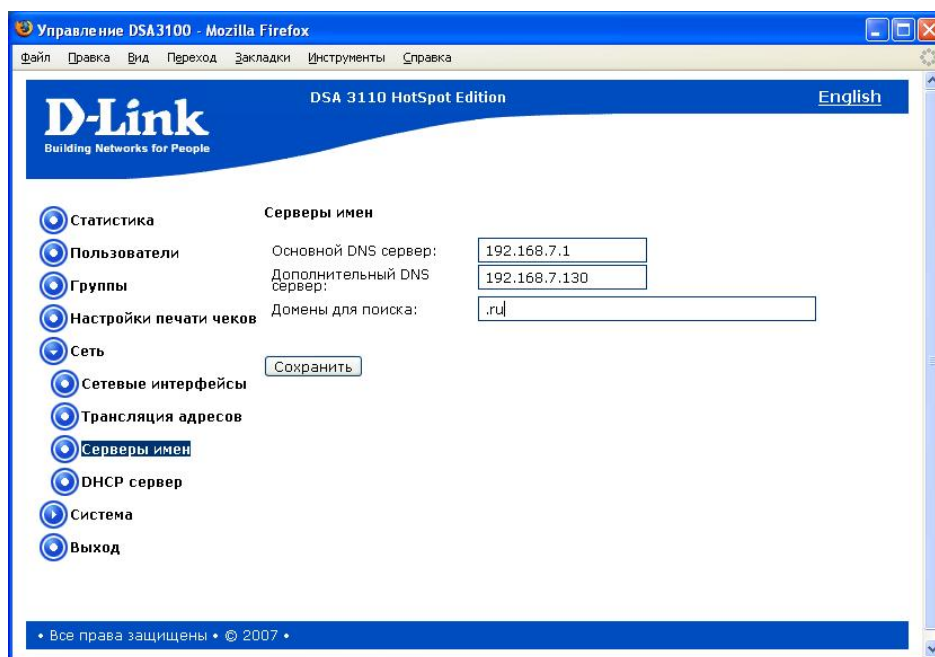 Управление DSA3100 - Mozilla Firefox
Файл Правка Вид Переход Закладки Инструменты Справка
D-Link
Building Networks for People
DSA 3110 HotSpot Edition
English
Статистика
Пользователи
Группы
Настройки печати чеков
Сеть
Сетевые интерфейсы
Трансляция адресов
Серверы имен
DHCP сервер
Система
Выход
Серверы имен
Основной DNS сервер: 192.168.7.1
Дополнительный DNS
сервер: 192.168.7.130
Домены для поиска: .ru
Сохранить
• Все права защищены • © 2007 •